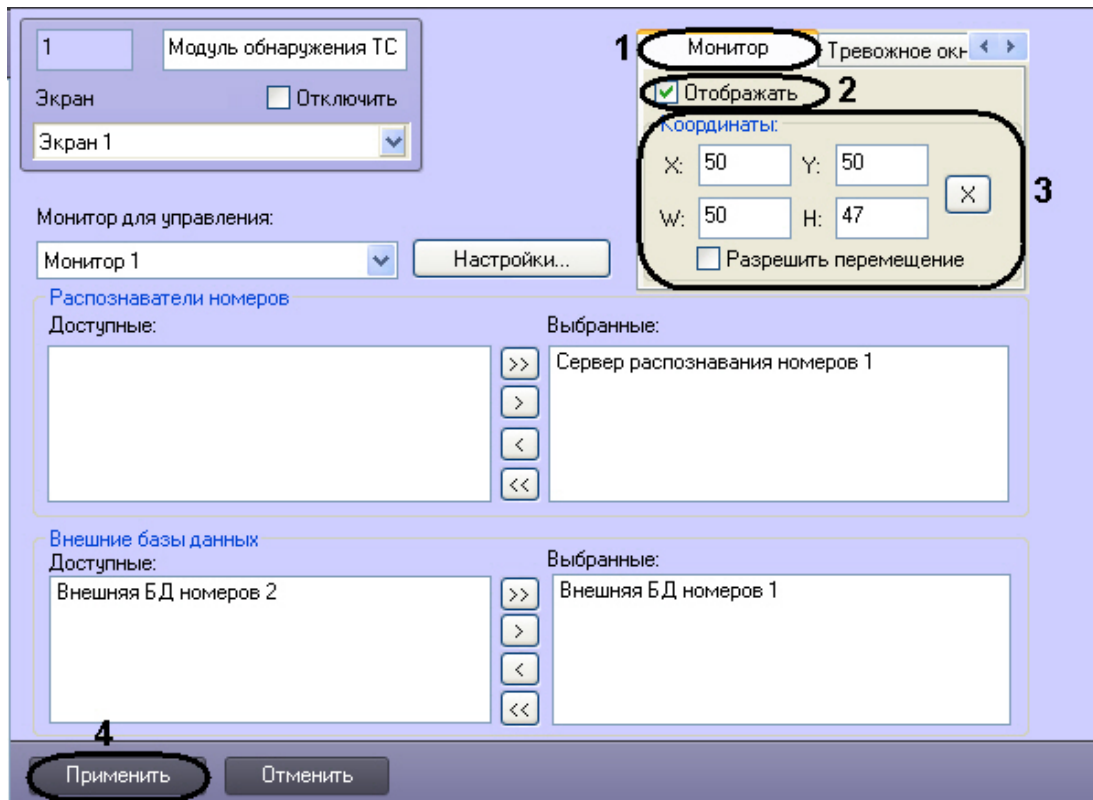 1
Модуль обнаружения ТС
Экран
Отключить
Экран 1
1
Монитор
Тревожное окн
Отображать
2
Координаты:
X: 50 Y: 50
X
W: 50 H: 47
Разрешить перемещение
3
Монитор для управления:
Монитор 1
Настройки...
Распознаватели номеров
Доступные:
Выбранные:
Сервер распознавания номеров 1
>>
>
<
<<
Внешние базы данных
Доступные:
Выбранные:
Внешняя БД номеров 2
Внешняя БД номеров 1
>>
>
<
<<
4
Применить
Отменить